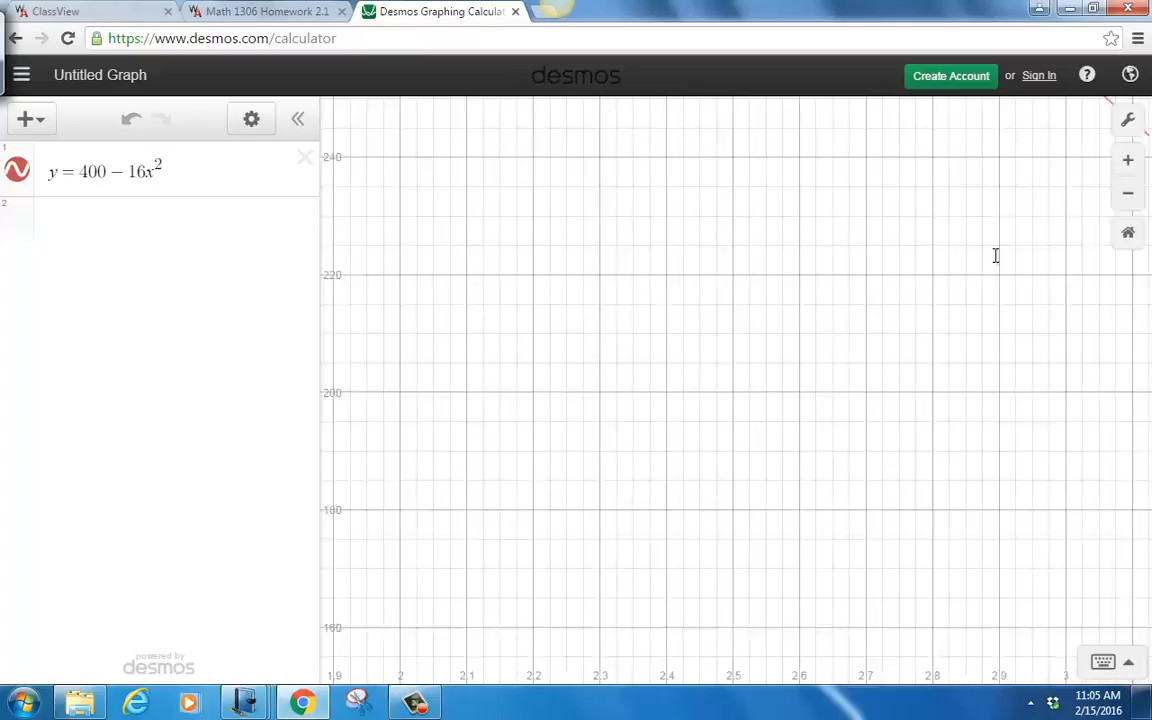 ClassView
Math 1306 Homework 2.1
Desmos Graphing Calculat
https://www.desmos.com/calculator
Untitled Graph
desmos
Create Account or Sign In
1
y = 400 − 16x²
2
240
220
200
180
160
1.9 2 2.1 2.2 2.3 2.4 2.5 2.6 2.7 2.8 2.9 3
powered by
desmos
11:05 AM
2/15/2016